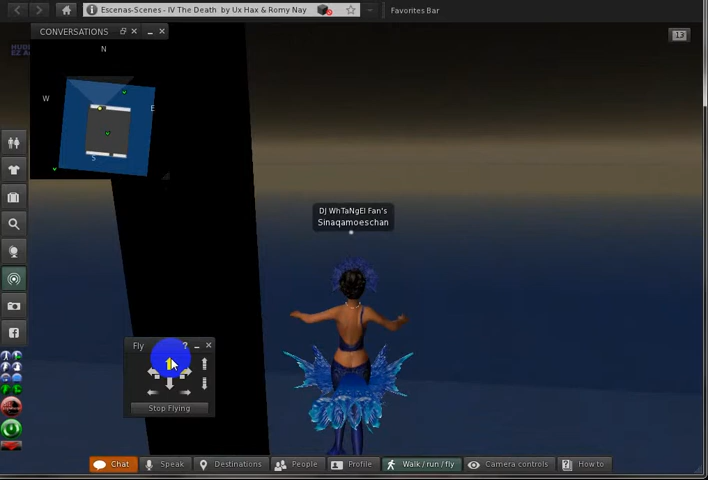 Escenas-Scenes - IV The Death by Ux Hax & Romy Nay
Favorites Bar
CONVERSATIONS
13
N
W
E
S
DJ WhTaNgEl Fan's
Sinaqamoeschan
Fly
?
Stop Flying
Chat
Speak
Destinations
People
Profile
Walk / run / fly
Camera controls
How to